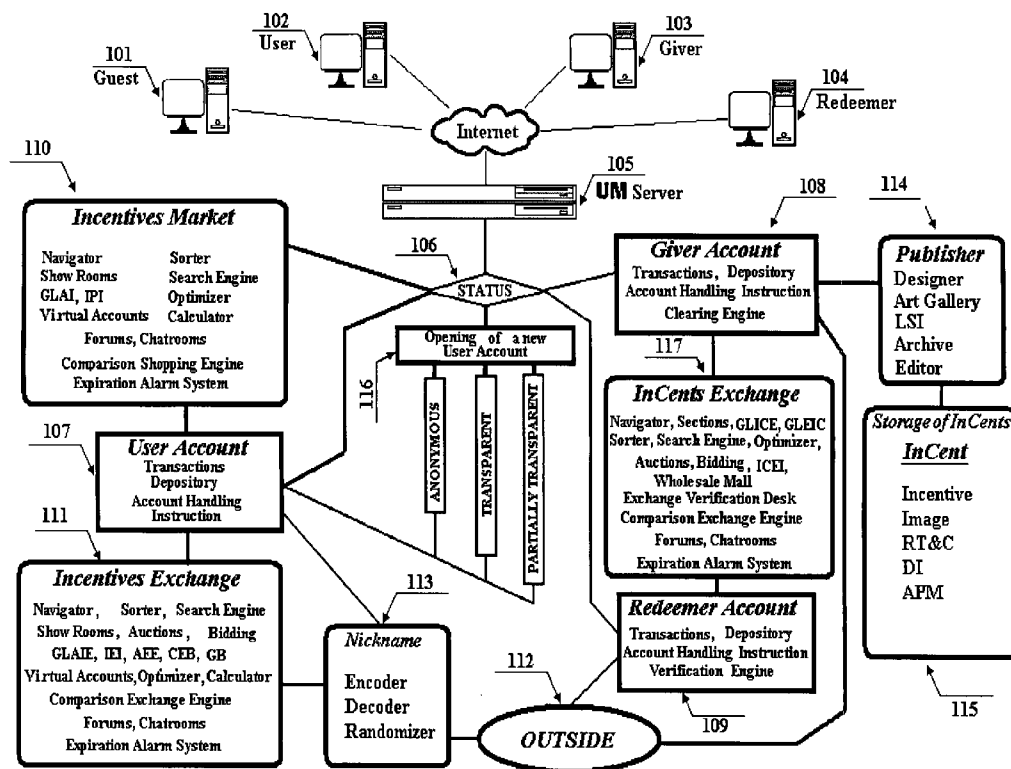 102
User
103
Giver
101
Guest
104
Redeemer
Internet
110
105
UM Server
108
114
Incentives Market
Navigator Sorter
Show Rooms Search Engine
GLAI, IPI Optimizer
Virtual Accounts Calculator
Forums, Chatrooms
Comparison Shopping Engine
Expiration Alarm System
106
STATUS
Giver Account
Transactions, Depository
Account Handling Instruction
Clearing Engine
Publisher
Designer
Art Gallery
LSI
Archive
Editor
Opening of a new
User Account
116
ANONYMOUS
TRANSPARENT
PARTIALLY TRANSPARENT
117
InCents Exchange
Navigator, Sections, GLICE, GLEIC
Sorter, Search Engine, Optimizer,
Auctions, Bidding, ICEI,
Wholesale Mall
Exchange Verification Desk
Comparison Exchange Engine
Forums, Chatrooms
Expiration Alarm System
Storage of InCents
InCent
Incentive
Image
RT&C
DI
APM
115
107
User Account
Transactions
Depository
Account Handling
Instruction
111
Incentives Exchange
Navigator, Sorter, Search Engine
Show Rooms, Auctions, Bidding
GLAIE, IEI, AEE, CEB, GB
Virtual Accounts, Optimizer, Calculator
Comparison Exchange Engine
Forums, Chatrooms
Expiration Alarm System
113
Nickname
Encoder
Decoder
Randomizer
112
OUTSIDE
Redeemer Account
Transactions, Depository
Account Handling Instruction
Verification Engine
109